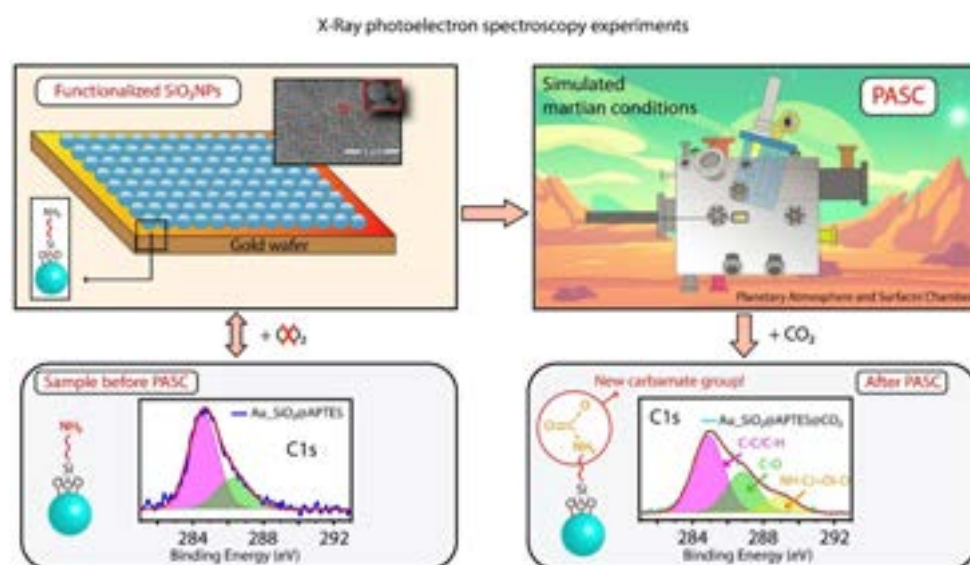 X-Ray photoelectron spectroscopy experiments
Functionalized SiO₂NPs
NH₂
Si
O O
Gold wafer
Simulated
martian conditions
PASC
Planetary Atmosphere and Surfaces Chamber
+ CO₂
+ CO₂
Sample before PASC
NH₂
Si
O O O
Au_SiO₂@APTES
C1s
284 288 292
Binding Energy (eV)
New carbamate group!
After PASC
O
O C
NH
Si
O O O
C1s
Au_SiO₂@APTES@CO₂
C-C/C-H
C-O
284 288 292
Binding Energy (eV)